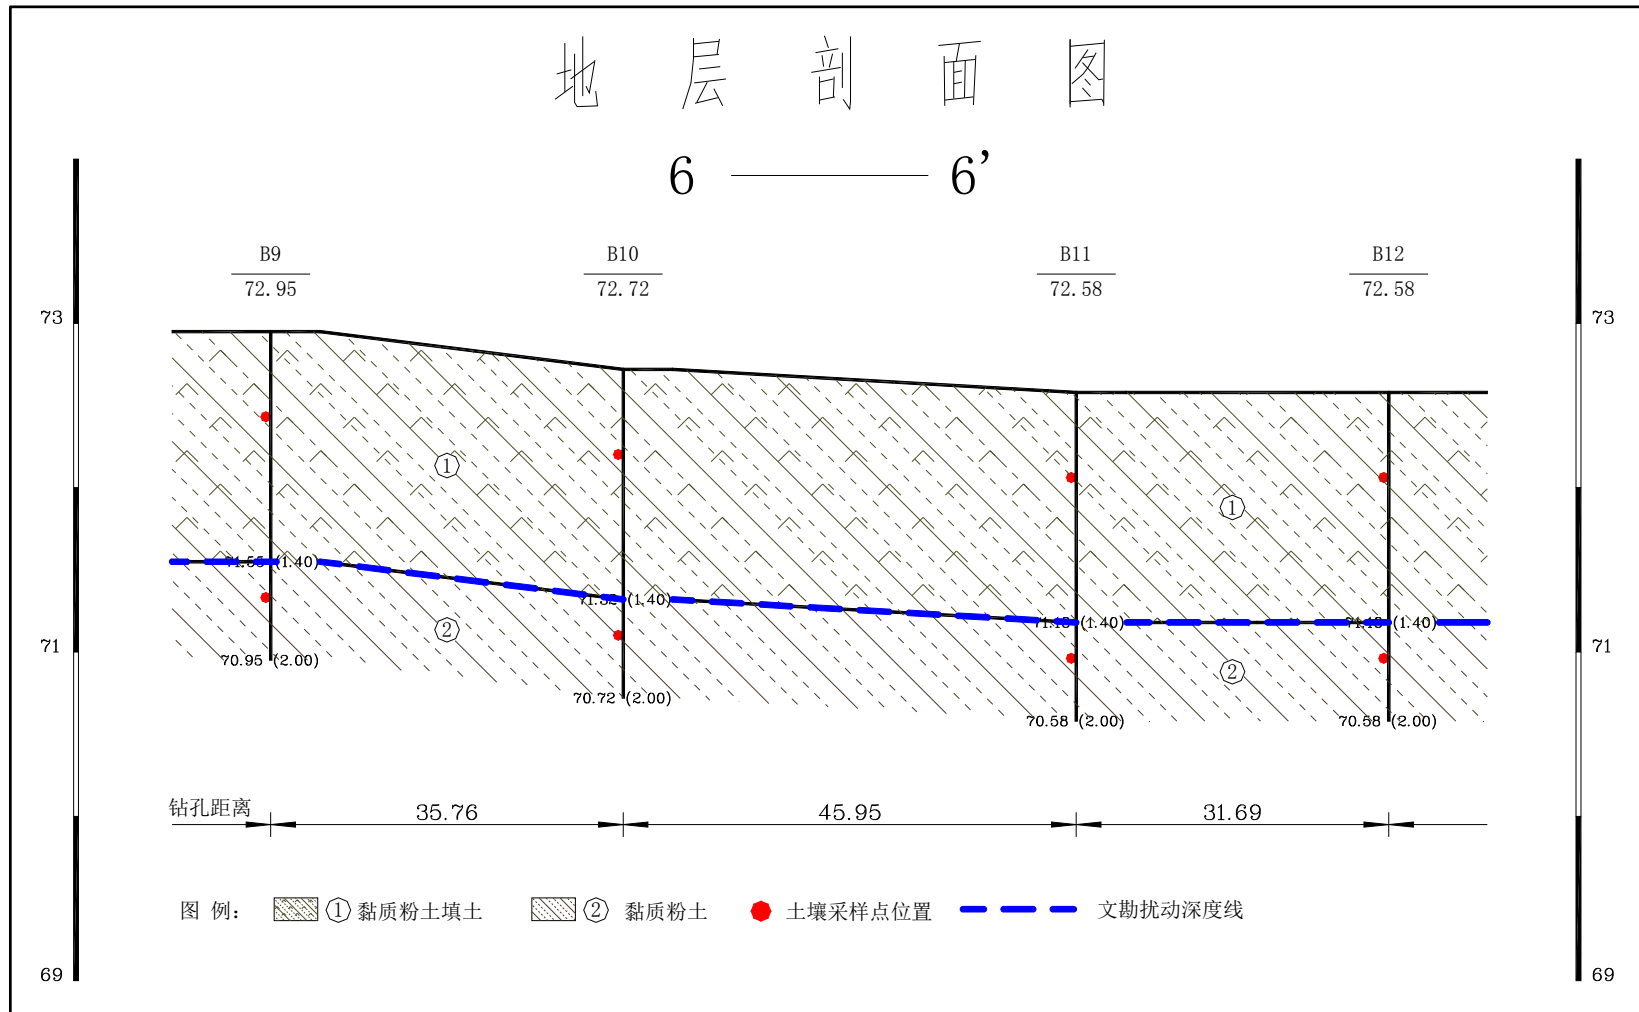 地 层 剖 面 图
6 —— 6’
B9 B10 B11 B12
72.95 72.72 72.58 72.58
73 73
① ①
(1.40) (1.40) (1.40) (1.40)
② ②
71 71
70.95 (2.00) 70.72 (2.00) 70.58 (2.00) 70.58 (2.00)
钻孔距离 35.76 45.95 31.69
图 例: ① 黏质粉土填土 ② 黏质粉土 土壤采样点位置 文勘扰动深度线
69 69